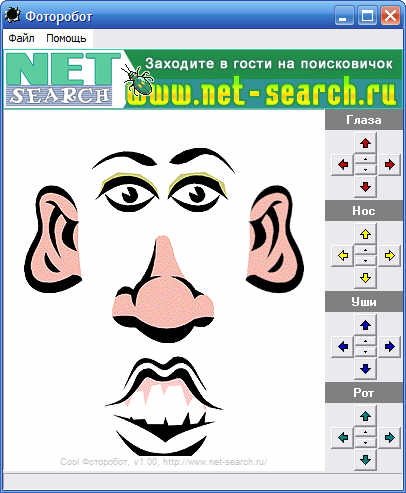 Фоторобот
Файл Помощь
NET
SEARCH
Заходите в гости на поисковичок
www.net-search.ru
Глаза
Нос
Уши
Рот
Cool Фоторобот, v1.00, http://www.net-search.ru/